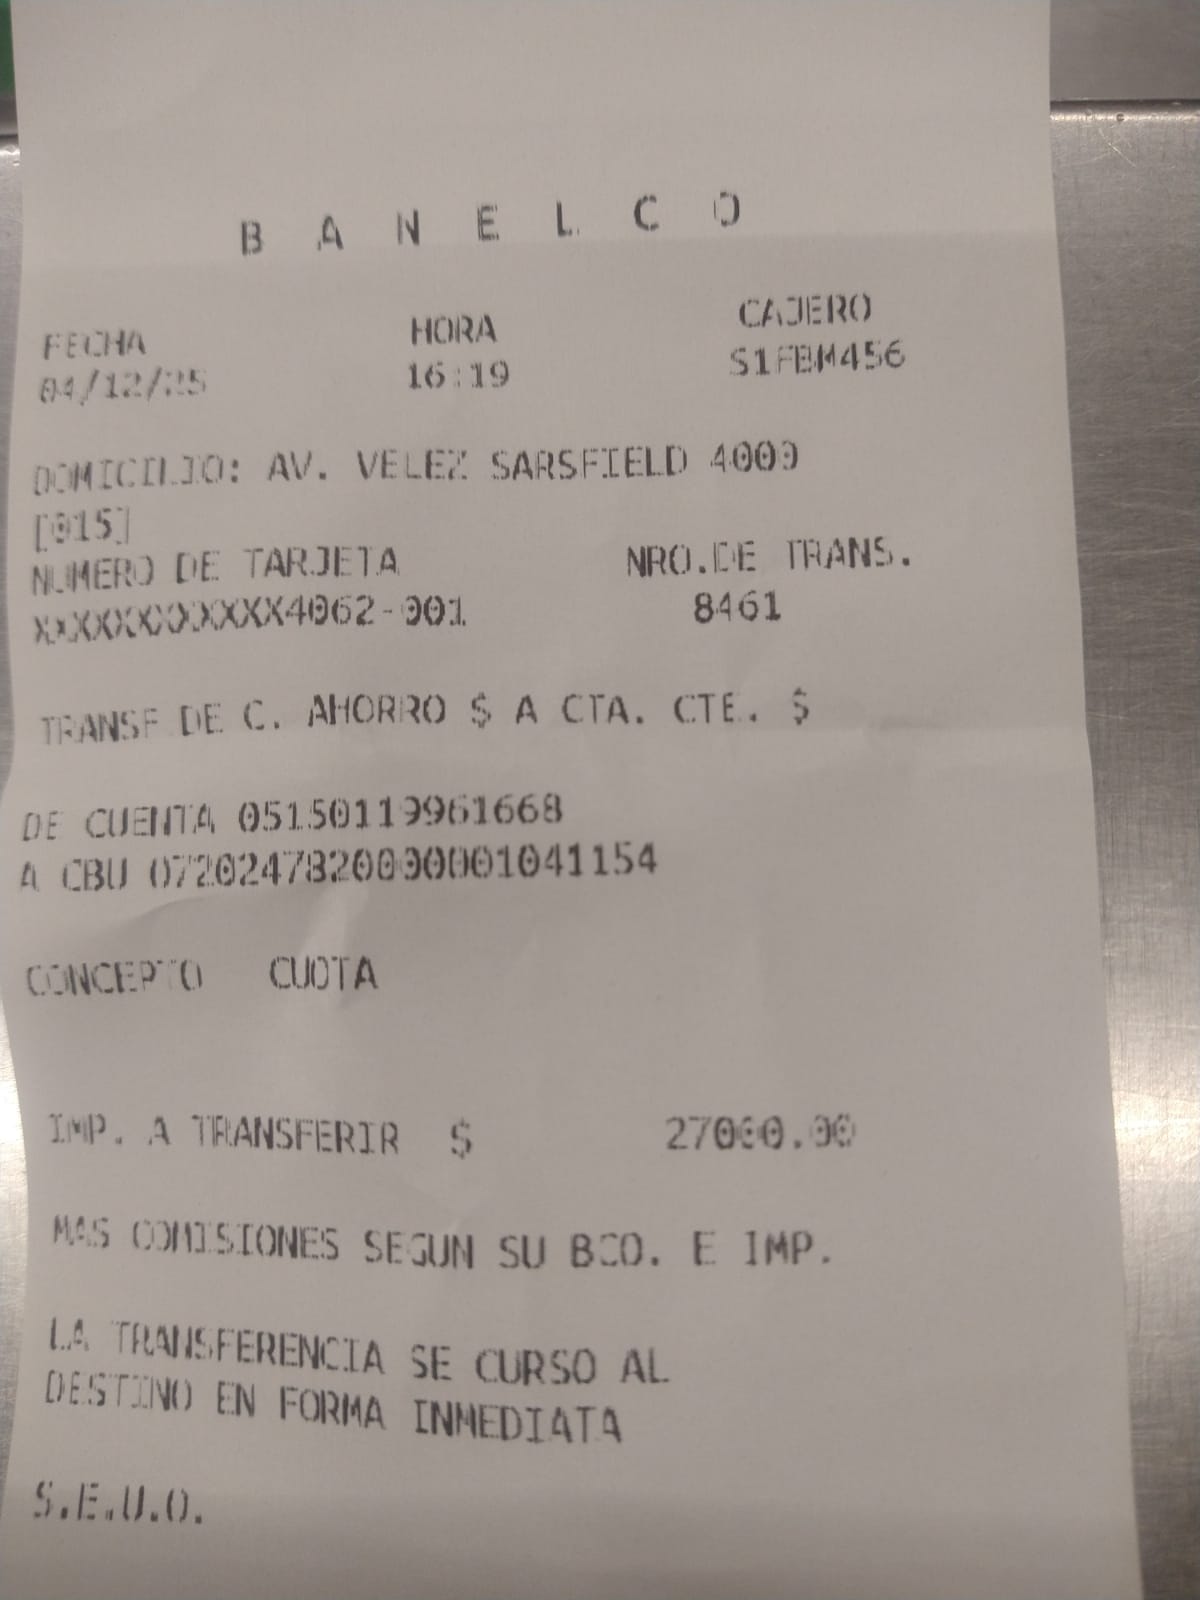 B A N E L C O
FECHA HORA CAJERO
04/12/25 16:19 S1FBM456
DOMICILIO: AV. VELEZ SARSFIELD 4000
[015]
NUMERO DE TARJETA NRO.DE TRANS.
XXXXXXXXXXXX4062-001 8461
TRANSF.DE C. AHORRO $ A CTA. CTE. $
DE CUENTA 05150119961668
A CBU 0720247820000001041154
CONCEPTO CUOTA
IMP. A TRANSFERIR $ 27000.00
MAS COMISIONES SEGUN SU BCO. E IMP.
LA TRANSFERENCIA SE CURSO AL
DESTINO EN FORMA INMEDIATA
S.E.U.O.